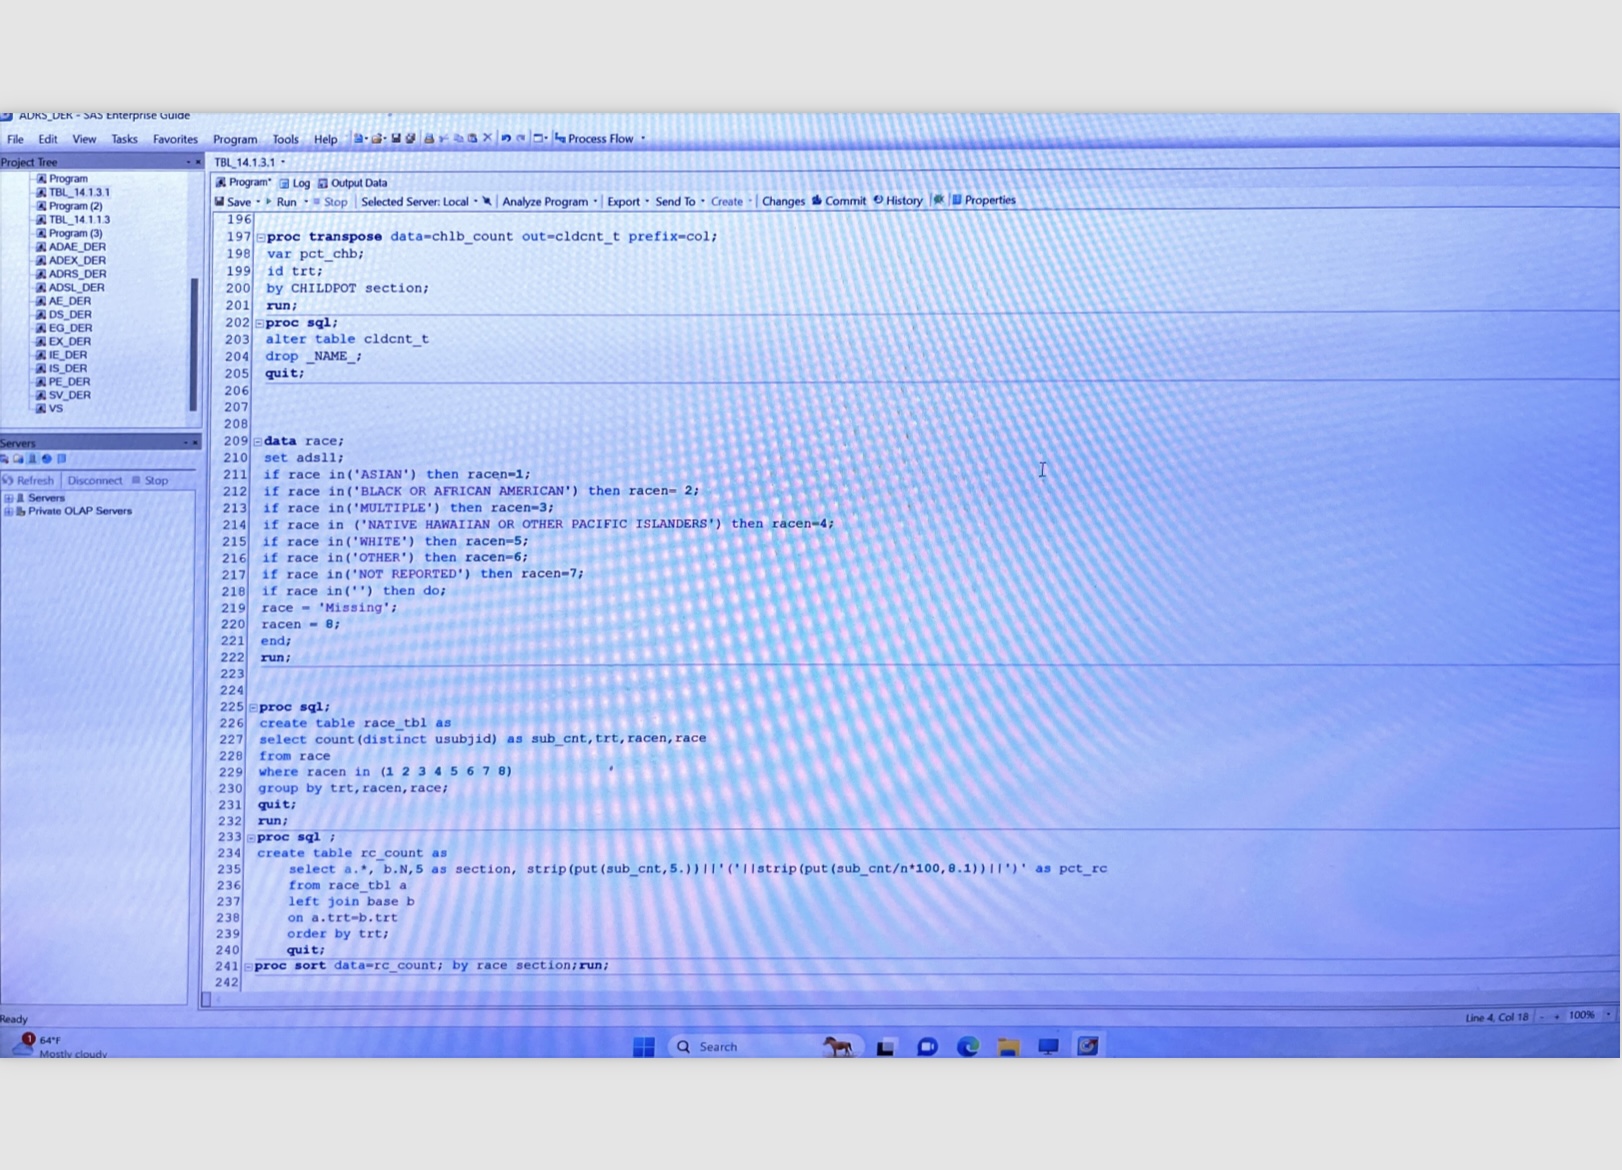 ADRS_DER - SAS Enterprise Guide
File Edit View Tasks Favorites Program Tools Help Process Flow
Project Tree
Program
TBL_14.1.3.1
Program (2)
TBL_14.1.1.3
Program (3)
ADAE_DER
ADEX_DER
ADRS_DER
ADSL_DER
AE_DER
DS_DER
EG_DER
EX_DER
IE_DER
IS_DER
PE_DER
SV_DER
VS
Servers
Refresh Disconnect Stop
Servers
Private OLAP Servers
TBL_14.1.3.1
Program* Log Output Data
Save Run Stop Selected Server: Local Analyze Program Export Send To Create Changes Commit History Properties
196
197 proc transpose data=chlb_count out=cldcnt_t prefix=col;
198 var pct_chb;
199 id trt;
200 by CHILDPOT section;
201 run;
202 proc sql;
203 alter table cldcnt_t
204 drop _NAME_;
205 quit;
206
207
208
209 data race;
210 set adsl1;
211 if race in('ASIAN') then racen=1;
212 if race in('BLACK OR AFRICAN AMERICAN') then racen= 2;
213 if race in('MULTIPLE') then racen=3;
214 if race in ('NATIVE HAWAIIAN OR OTHER PACIFIC ISLANDERS') then racen=4;
215 if race in('WHITE') then racen=5;
216 if race in('OTHER') then racen=6;
217 if race in('NOT REPORTED') then racen=7;
218 if race in('') then do;
219 race = 'Missing';
220 racen = 8;
221 end;
222 run;
223
224
225 proc sql;
226 create table race_tbl as
227 select count(distinct usubjid) as sub_cnt,trt,racen,race
228 from race
229 where racen in (1 2 3 4 5 6 7 8)
230 group by trt,racen,race;
231 quit;
232 run;
233 proc sql ;
234 create table rc_count as
235 select a.*, b.N,5 as section, strip(put(sub_cnt,5.))||'('||strip(put(sub_cnt/n*100,8.1))||')' as pct_rc
236 from race_tbl a
237 left join base b
238 on a.trt=b.trt
239 order by trt;
240 quit;
241 proc sort data=rc_count; by race section;run;
242
Ready
Line 4, Col 18 - + 100%
1
64°F
Mostly cloudy
Search